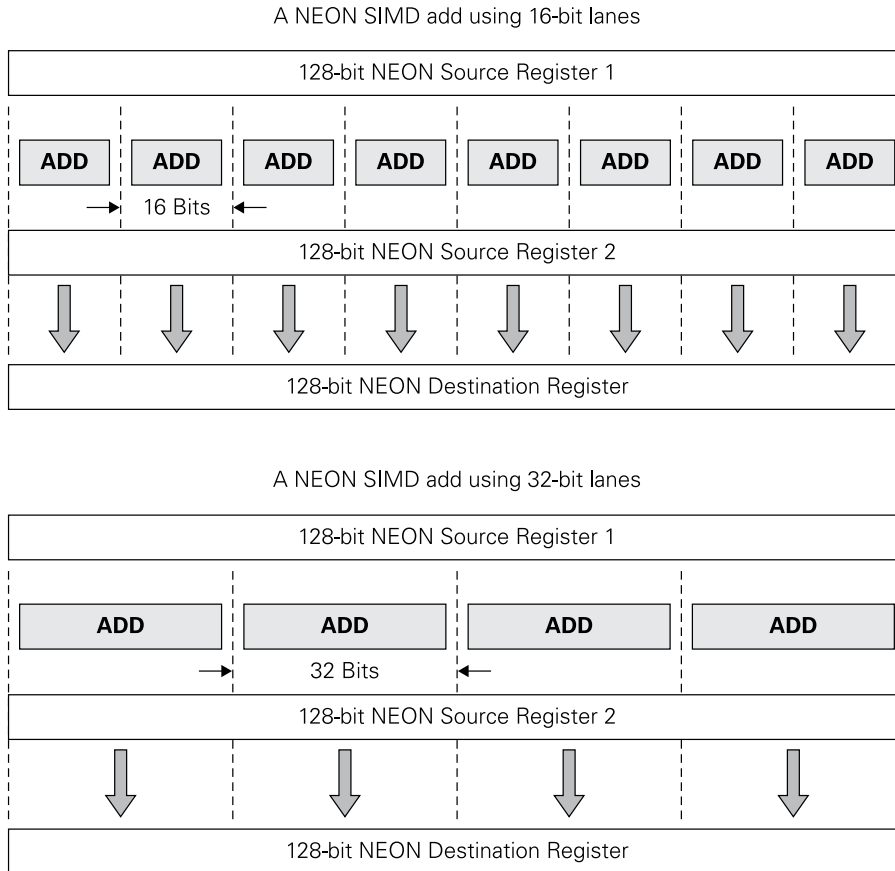 A NEON SIMD add using 16-bit lanes
128-bit NEON Source Register 1
ADD ADD ADD ADD ADD ADD ADD ADD
16 Bits
128-bit NEON Source Register 2
128-bit NEON Destination Register
A NEON SIMD add using 32-bit lanes
128-bit NEON Source Register 1
ADD ADD ADD ADD
32 Bits
128-bit NEON Source Register 2
128-bit NEON Destination Register